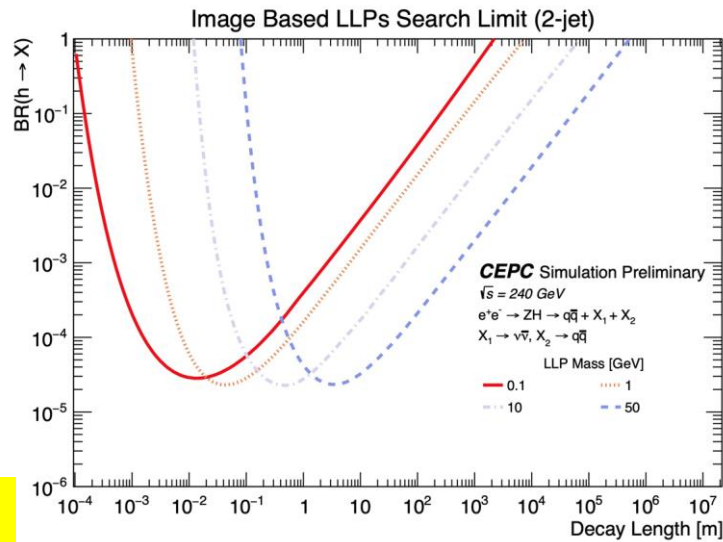 Image Based LLPs Search Limit (2-jet)
BR(h → X)
1
10⁻¹
10⁻²
10⁻³
10⁻⁴
10⁻⁵
10⁻⁶
CEPC Simulation Preliminary
√s = 240 GeV
e⁺e⁻ → ZH → qq̅ + X₁ + X₂
X₁ → νν̅, X₂ → qq̅
LLP Mass [GeV]
0.1 1
10 50
10⁻⁴ 10⁻³ 10⁻² 10⁻¹ 1 10 10² 10³ 10⁴ 10⁵ 10⁶ 10⁷
Decay Length [m]